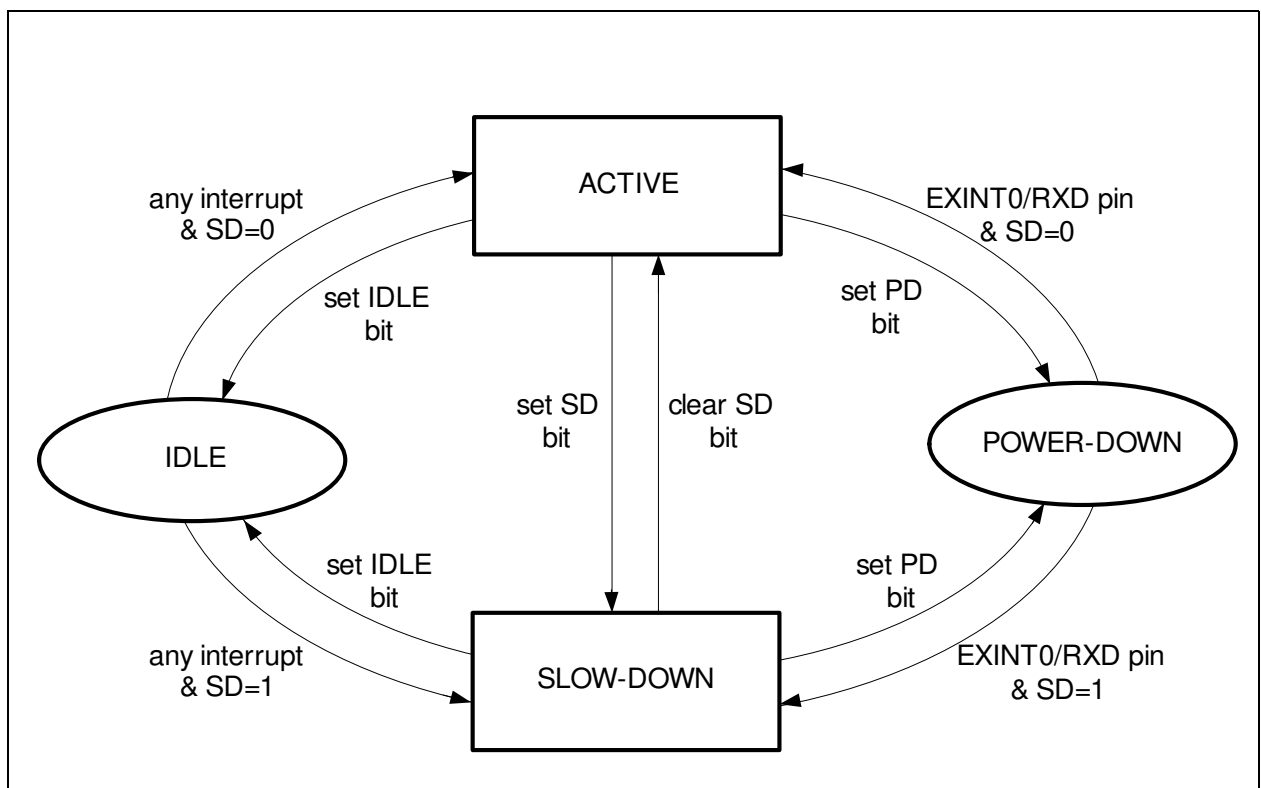 ACTIVE
any interrupt
& SD=0
EXINT0/RXD pin
& SD=0
set IDLE
bit
set PD
bit
set SD
bit
clear SD
bit
IDLE
POWER-DOWN
set IDLE
bit
set PD
bit
any interrupt
& SD=1
SLOW-DOWN
EXINT0/RXD pin
& SD=1